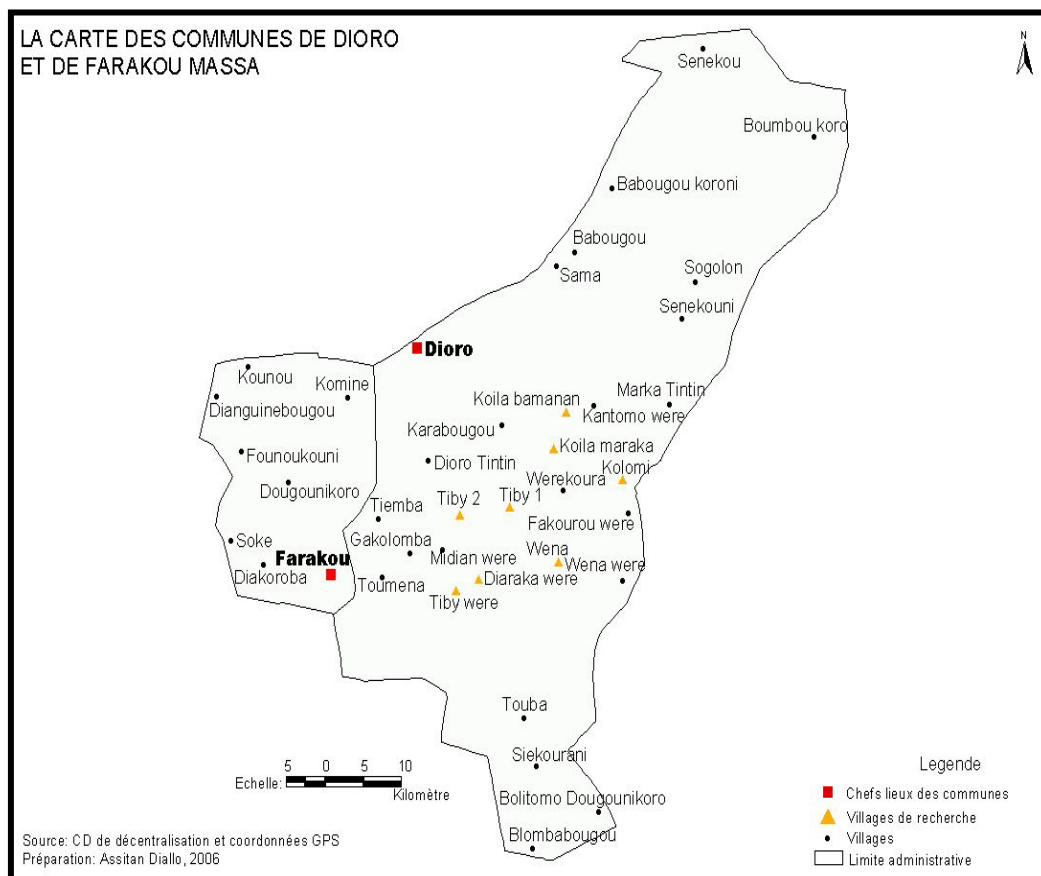 LA CARTE DES COMMUNES DE DIORO
ET DE FARAKOU MASSA
N
Senekou
Boumbou koro
Babougou koroni
Babougou
Sama
Sogolon
Senekouni
Dioro
Kounou
Komine
Dianguinebougou
Marka Tintin
Koila bamanan
Kantomo were
Karabougou
Koila maraka
Founoukouni
Dioro Tintin
Kolomi
Dougounikoro
Werekoura
Tiby 2
Tiby 1
Tiemba
Fakourou were
Soke
Gakolomba
Midian were
Wena
Farakou
Wena were
Diakoroba
Toumena
Diaraka were
Tiby were
Touba
Siekourani
Bolitomo Dougounikoro
Blombabougou
5 0 5 10
Echelle:
Kilomètre
Legende
Chefs lieux des communes
Villages de recherche
Villages
Limite administrative
Source: CD de décentralisation et coordonnées GPS
Préparation: Assitan Diallo, 2006